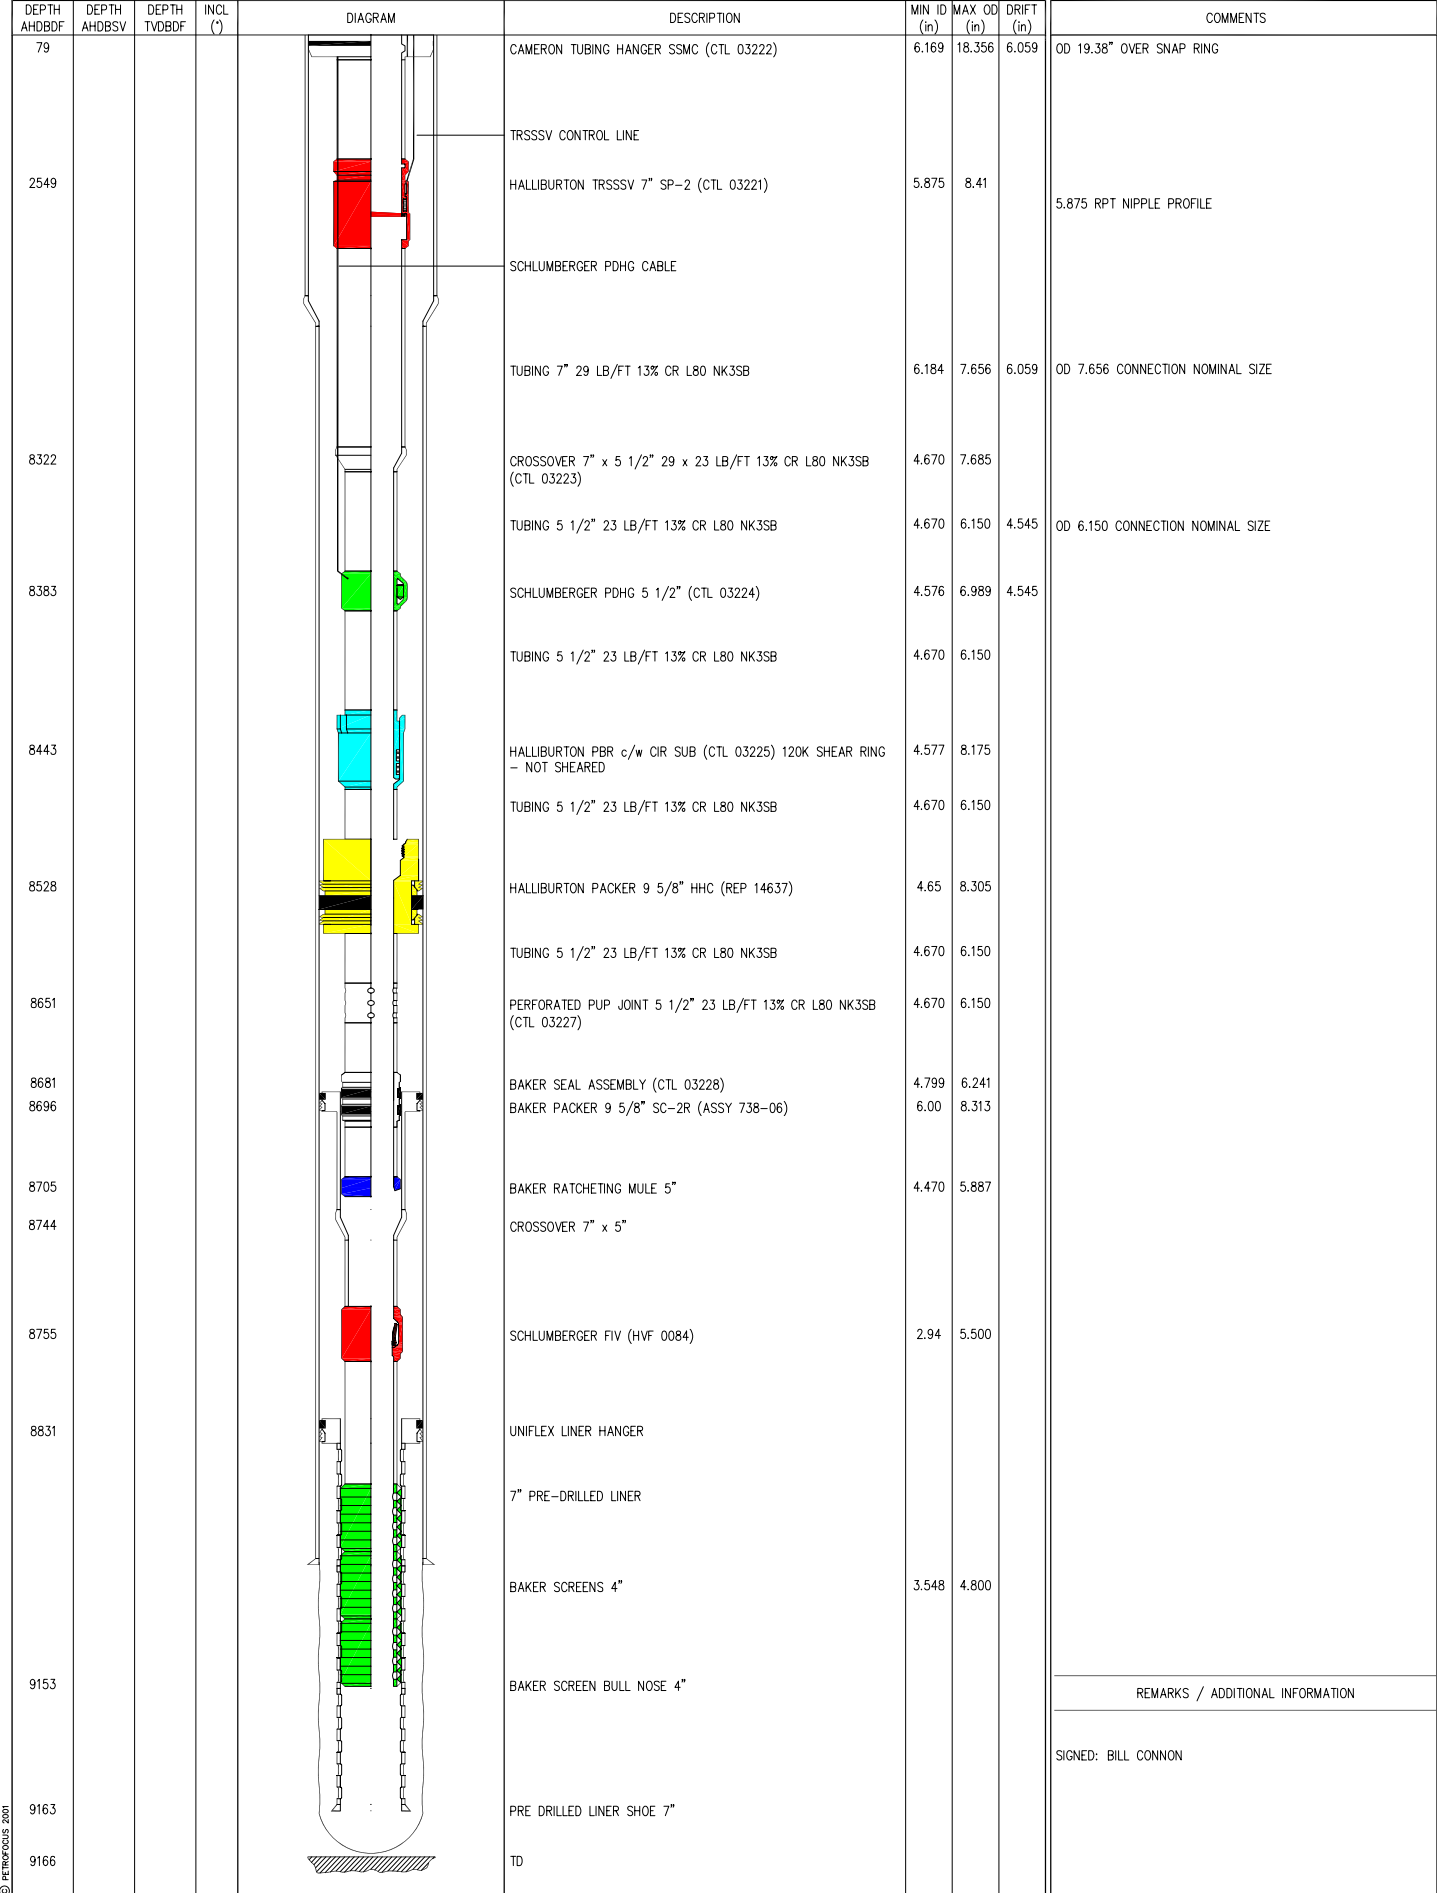 DEPTH AHDBDF DEPTH AHDBSV DEPTH TVDBDF INCL (°) DIAGRAM DESCRIPTION MIN ID (in) MAX OD (in) DRIFT (in) COMMENTS
79 CAMERON TUBING HANGER SSMC (CTL 03222) 6.169 18.356 6.059 OD 19.38" OVER SNAP RING
TRSSSV CONTROL LINE
2549 HALLIBURTON TRSSSV 7" SP-2 (CTL 03221) 5.875 8.41
5.875 RPT NIPPLE PROFILE
SCHLUMBERGER PDHG CABLE
TUBING 7" 29 LB/FT 13% CR L80 NK3SB 6.184 7.656 6.059 OD 7.656 CONNECTION NOMINAL SIZE
8322 CROSSOVER 7" x 5 1/2" 29 x 23 LB/FT 13% CR L80 NK3SB 4.670 7.685
(CTL 03223)
TUBING 5 1/2" 23 LB/FT 13% CR L80 NK3SB 4.670 6.150 4.545 OD 6.150 CONNECTION NOMINAL SIZE
8383 SCHLUMBERGER PDHG 5 1/2" (CTL 03224) 4.576 6.989 4.545
TUBING 5 1/2" 23 LB/FT 13% CR L80 NK3SB 4.670 6.150
8443 HALLIBURTON PBR c/w CIR SUB (CTL 03225) 120K SHEAR RING 4.577 8.175
- NOT SHEARED
TUBING 5 1/2" 23 LB/FT 13% CR L80 NK3SB 4.670 6.150
8528 HALLIBURTON PACKER 9 5/8" HHC (REP 14637) 4.65 8.305
TUBING 5 1/2" 23 LB/FT 13% CR L80 NK3SB 4.670 6.150
8651 PERFORATED PUP JOINT 5 1/2" 23 LB/FT 13% CR L80 NK3SB 4.670 6.150
(CTL 03227)
8681 BAKER SEAL ASSEMBLY (CTL 03228) 4.799 6.241
8696 BAKER PACKER 9 5/8" SC-2R (ASSY 738-06) 6.00 8.313
8705 BAKER RATCHETING MULE 5" 4.470 5.887
8744 CROSSOVER 7" x 5"
8755 SCHLUMBERGER FIV (HVF 0084) 2.94 5.500
8831 UNIFLEX LINER HANGER
7" PRE-DRILLED LINER
BAKER SCREENS 4" 3.548 4.800
9153 BAKER SCREEN BULL NOSE 4"
REMARKS / ADDITIONAL INFORMATION
SIGNED: BILL CONNON
9163 PRE DRILLED LINER SHOE 7"
9166 TD
© PETROFOCUS 2001